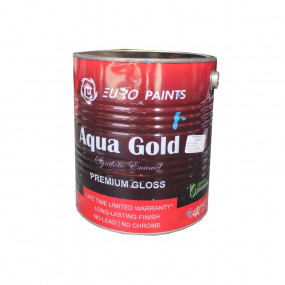 EURO PAINTS
Aqua Gold
Synthetic Enamel
PREMIUM GLOSS
LIFE TIME LIMITED WARRANTY*
LONG-LASTING FINISH
NO LEAD | NO CHROME